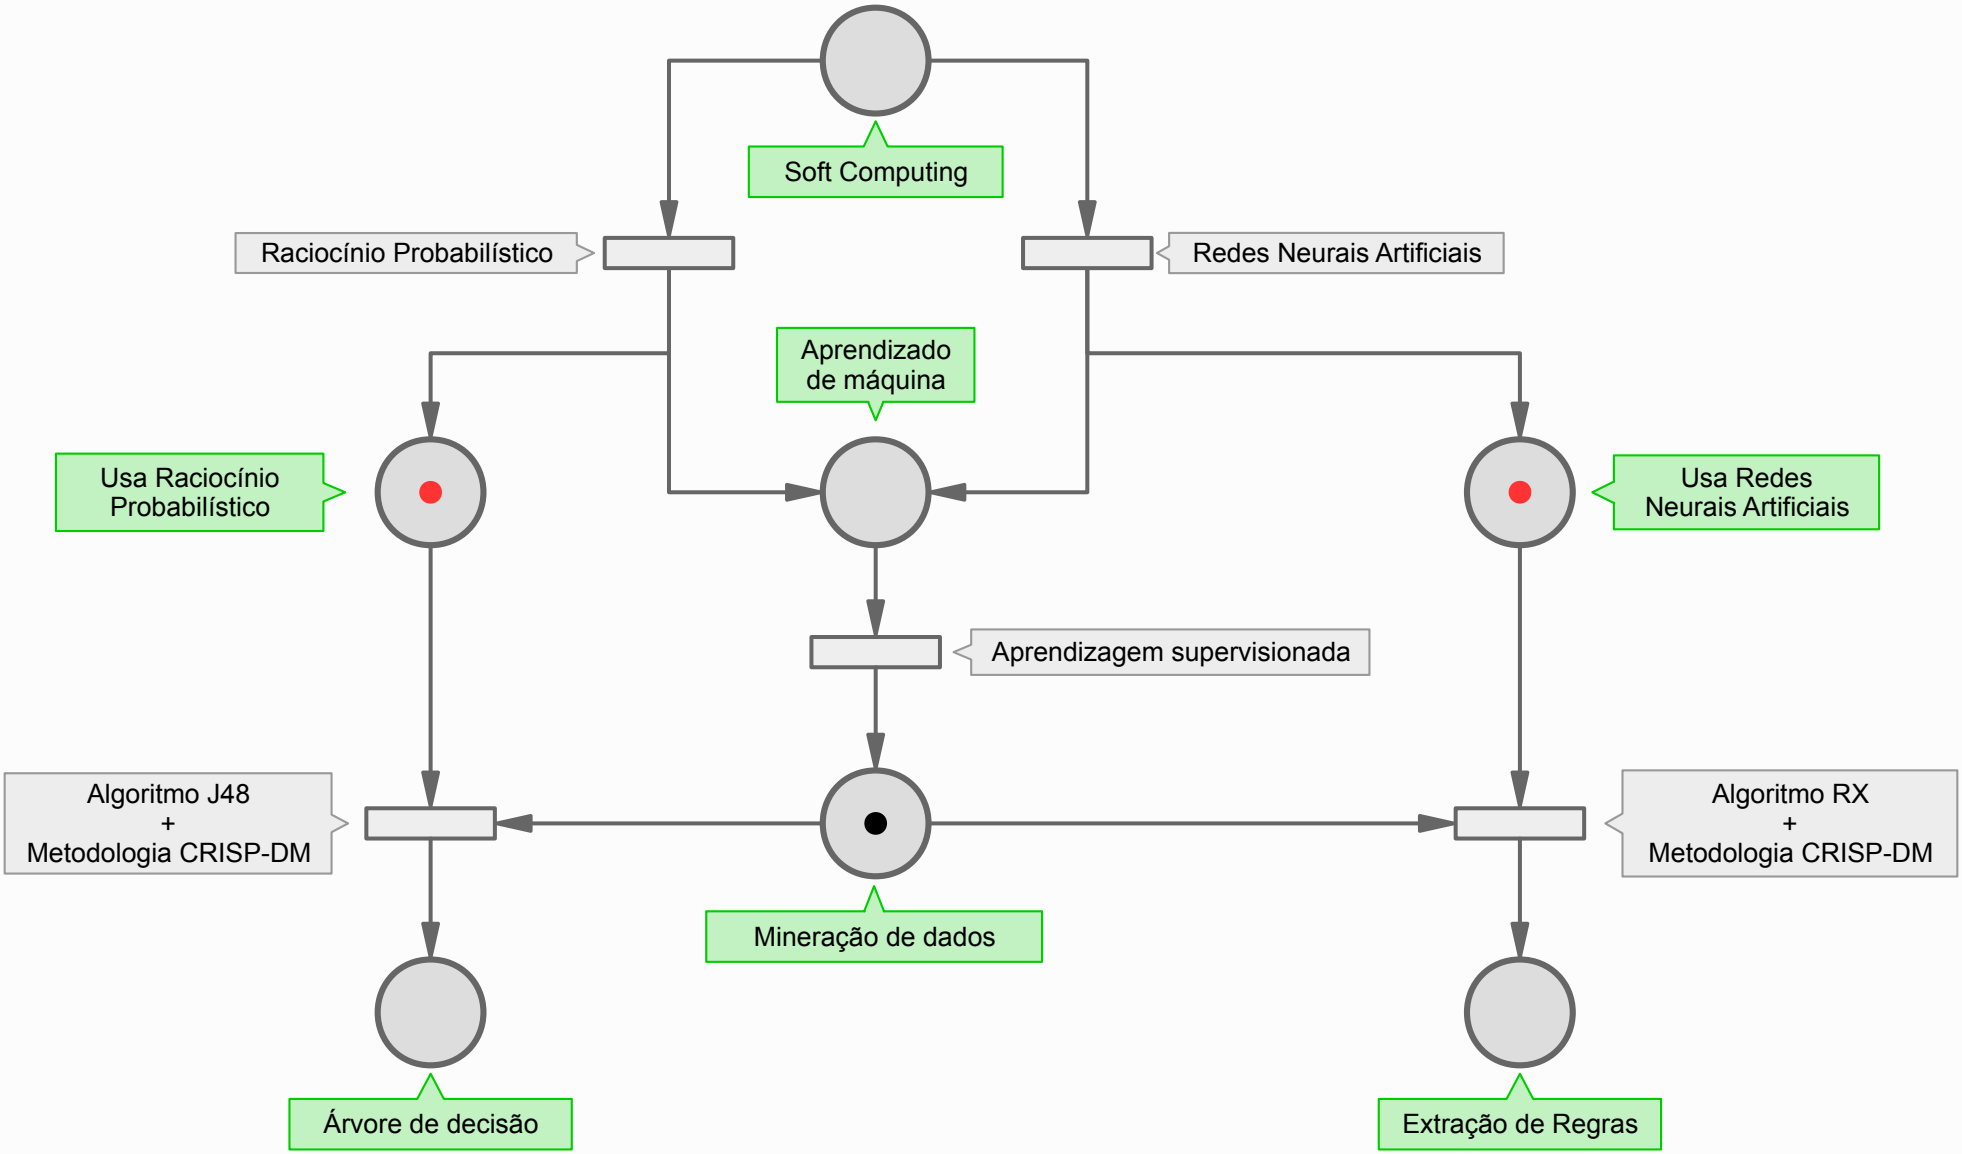 Soft Computing
Raciocínio Probabilístico
Redes Neurais Artificiais
Aprendizado
de máquina
Usa Raciocínio
Probabilístico
Usa Redes
Neurais Artificiais
Aprendizagem supervisionada
Algoritmo J48
+
Metodologia CRISP-DM
Algoritmo RX
+
Metodologia CRISP-DM
Mineração de dados
Árvore de decisão
Extração de Regras